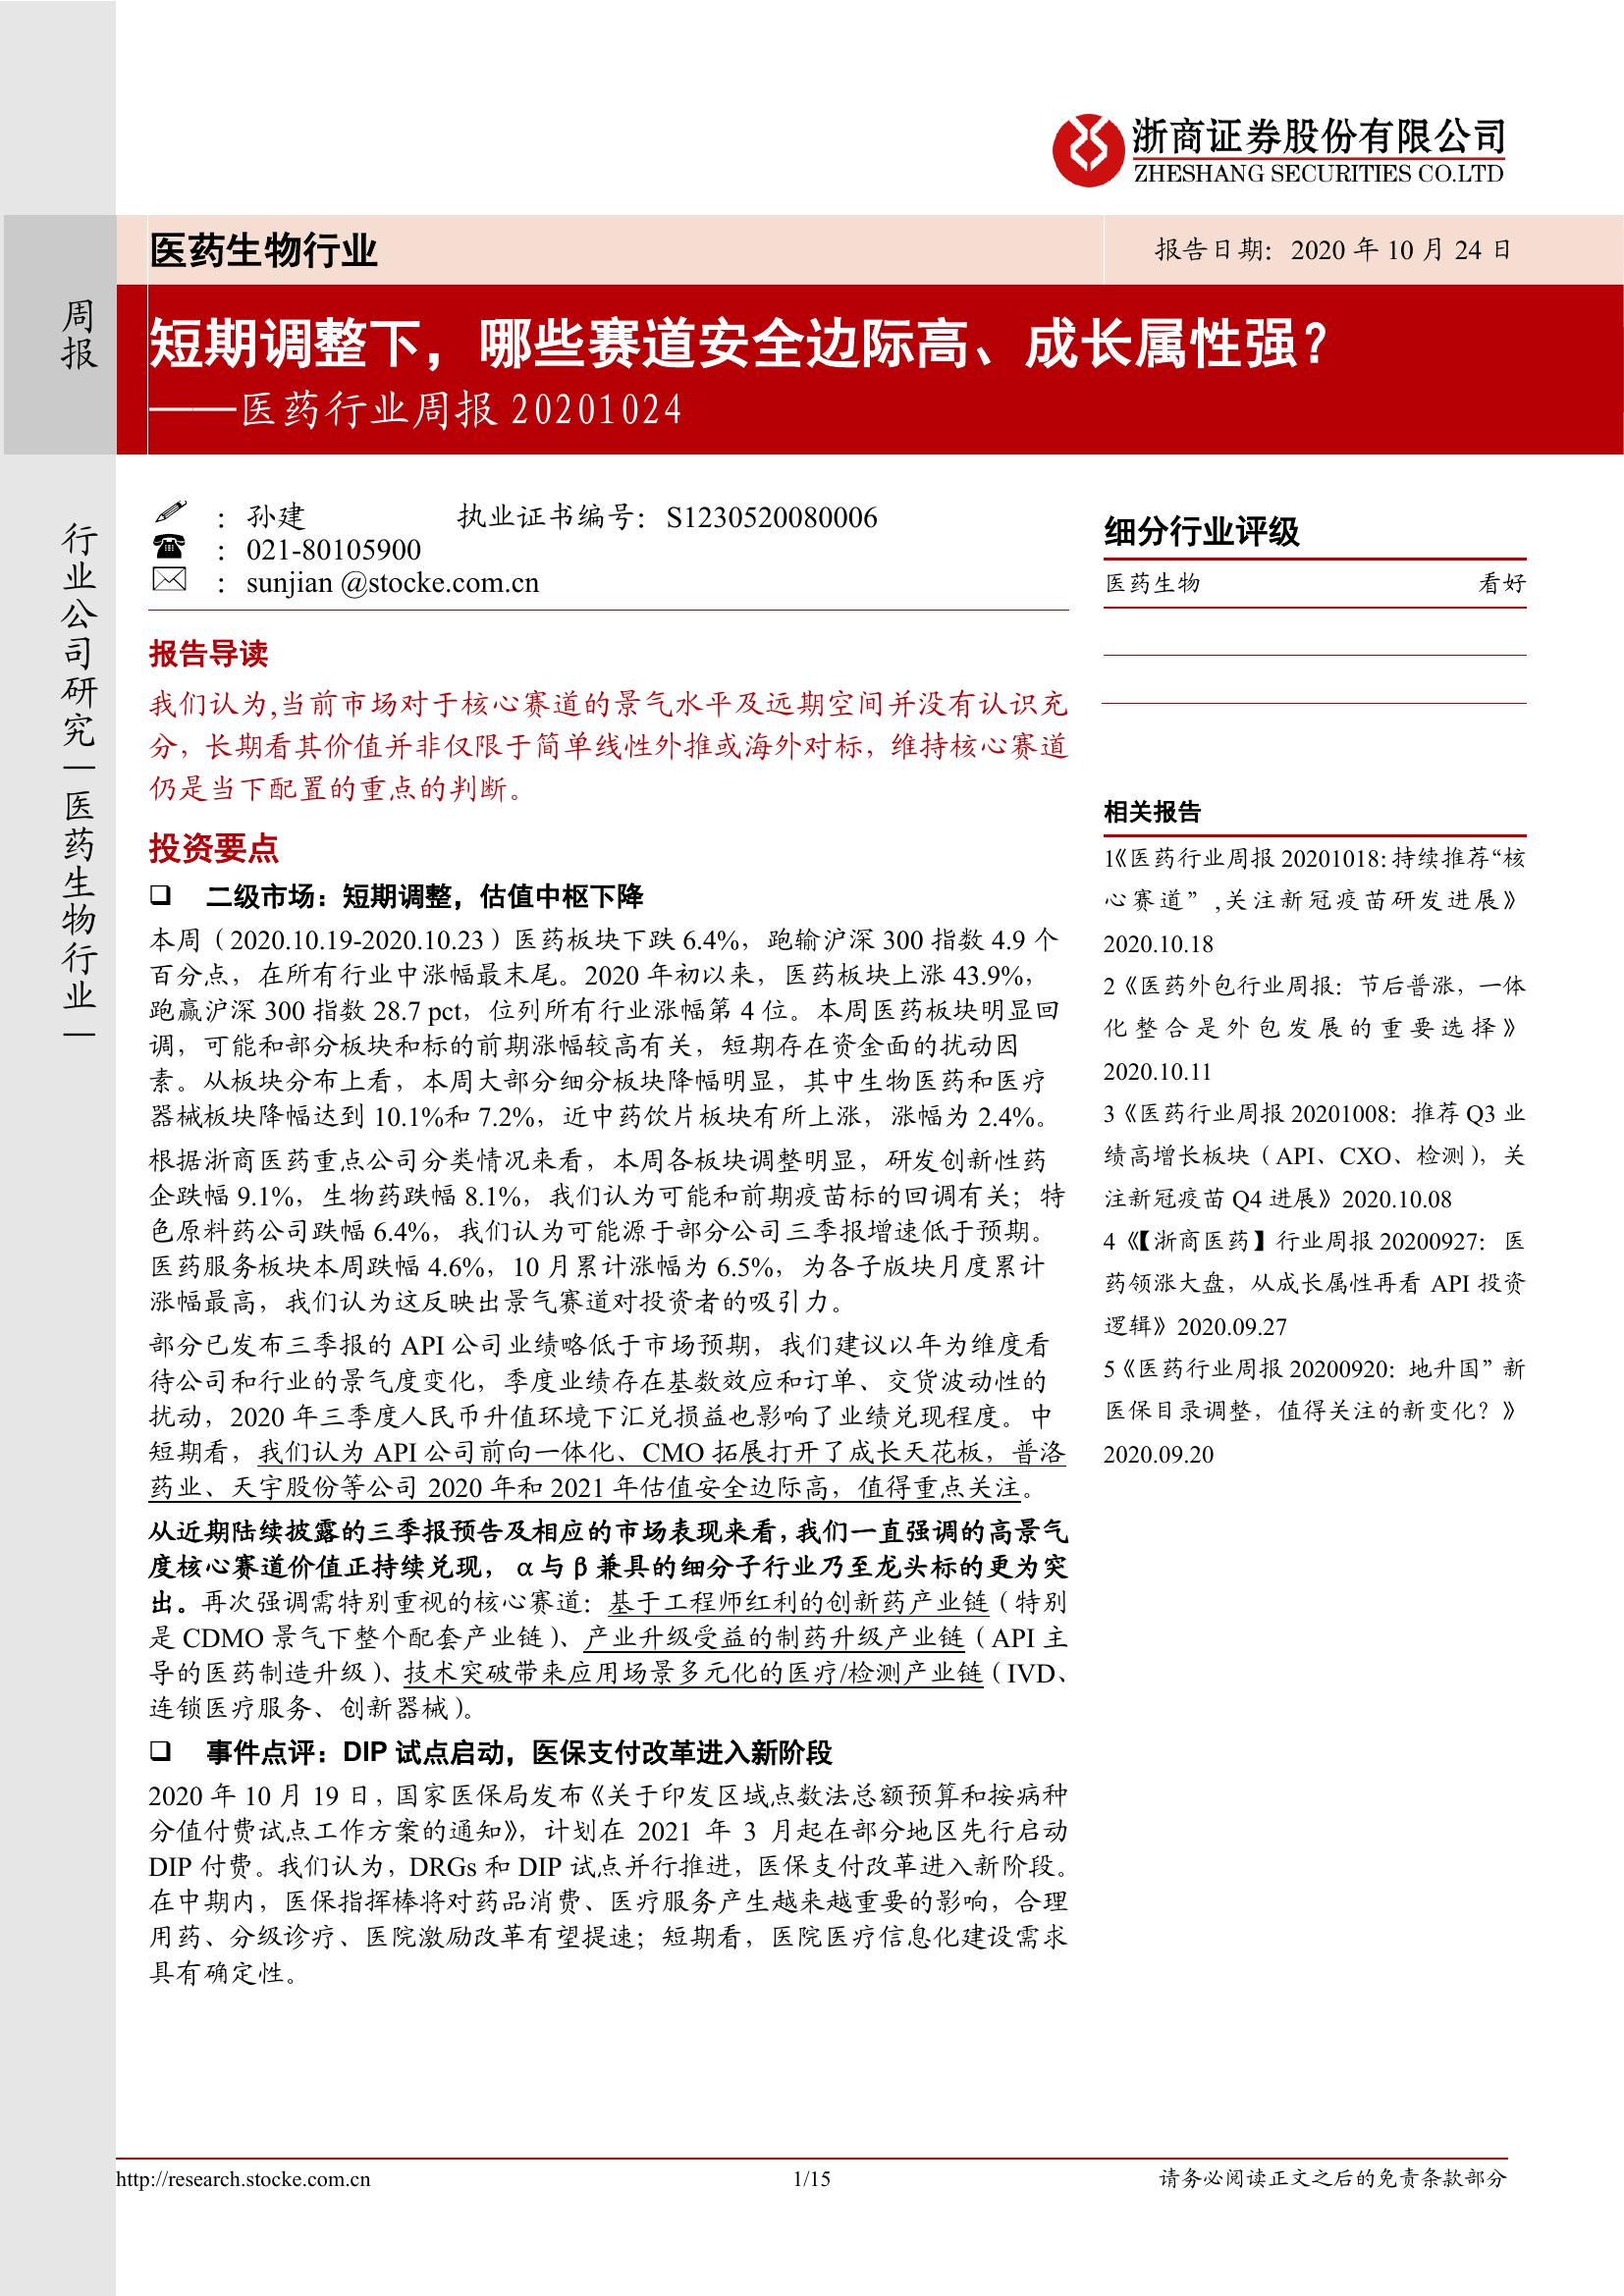 浙商证券股份有限公司
ZHESHANG SECURITIES CO.LTD
周报
行业公司研究—医药生物行业—
医药生物行业
报告日期：2020 年 10 月 24 日
短期调整下，哪些赛道安全边际高、成长属性强？
——医药行业周报 20201024
：孙建 执业证书编号：S1230520080006
：021-80105900
：sunjian @stocke.com.cn
报告导读
我们认为,当前市场对于核心赛道的景气水平及远期空间并没有认识充
分，长期看其价值并非仅限于简单线性外推或海外对标，维持核心赛道
仍是当下配置的重点的判断。
投资要点
❑ 二级市场：短期调整，估值中枢下降
本周（2020.10.19-2020.10.23）医药板块下跌 6.4%，跑输沪深 300 指数 4.9 个
百分点，在所有行业中涨幅最末尾。2020 年初以来，医药板块上涨 43.9%，
跑赢沪深 300 指数 28.7 pct，位列所有行业涨幅第 4 位。本周医药板块明显回
调，可能和部分板块和标的前期涨幅较高有关，短期存在资金面的扰动因
素。从板块分布上看，本周大部分细分板块降幅明显，其中生物医药和医疗
器械板块降幅达到 10.1%和 7.2%，近中药饮片板块有所上涨，涨幅为 2.4%。
根据浙商医药重点公司分类情况来看，本周各板块调整明显，研发创新性药
企跌幅 9.1%，生物药跌幅 8.1%，我们认为可能和前期疫苗标的回调有关；特
色原料药公司跌幅 6.4%，我们认为可能源于部分公司三季报增速低于预期。
医药服务板块本周跌幅 4.6%，10 月累计涨幅为 6.5%，为各子版块月度累计
涨幅最高，我们认为这反映出景气赛道对投资者的吸引力。
部分已发布三季报的 API 公司业绩略低于市场预期，我们建议以年为维度看
待公司和行业的景气度变化，季度业绩存在基数效应和订单、交货波动性的
扰动，2020 年三季度人民币升值环境下汇兑损益也影响了业绩兑现程度。中
短期看，我们认为 API 公司前向一体化、CMO 拓展打开了成长天花板，普洛
药业、天宇股份等公司 2020 年和 2021 年估值安全边际高，值得重点关注。
从近期陆续披露的三季报预告及相应的市场表现来看，我们一直强调的高景气
度核心赛道价值正持续兑现，α与β兼具的细分子行业乃至龙头标的更为突
出。再次强调需特别重视的核心赛道：基于工程师红利的创新药产业链（特别
是 CDMO 景气下整个配套产业链）、产业升级受益的制药升级产业链（API 主
导的医药制造升级）、技术突破带来应用场景多元化的医疗/检测产业链（IVD、
连锁医疗服务、创新器械）。
❑ 事件点评：DIP 试点启动，医保支付改革进入新阶段
2020 年 10 月 19 日，国家医保局发布《关于印发区域点数法总额预算和按病种
分值付费试点工作方案的通知》，计划在 2021 年 3 月起在部分地区先行启动
DIP 付费。我们认为，DRGs 和 DIP 试点并行推进，医保支付改革进入新阶段。
在中期内，医保指挥棒将对药品消费、医疗服务产生越来越重要的影响，合理
用药、分级诊疗、医院激励改革有望提速；短期看，医院医疗信息化建设需求
具有确定性。
细分行业评级
医药生物 看好
相关报告
1《医药行业周报 20201018:持续推荐“核
心赛道”,关注新冠疫苗研发进展》
2020.10.18
2《医药外包行业周报：节后普涨，一体
化整合是外包发展的重要选择》
2020.10.11
3《医药行业周报 20201008：推荐 Q3 业
绩高增长板块（API、CXO、检测），关
注新冠疫苗 Q4 进展》2020.10.08
4《【浙商医药】行业周报 20200927：医
药领涨大盘，从成长属性再看 API 投资
逻辑》2020.09.27
5《医药行业周报 20200920：地升国”新
医保目录调整，值得关注的新变化？》
2020.09.20
http://research.stocke.com.cn 1/15 请务必阅读正文之后的免责条款部分